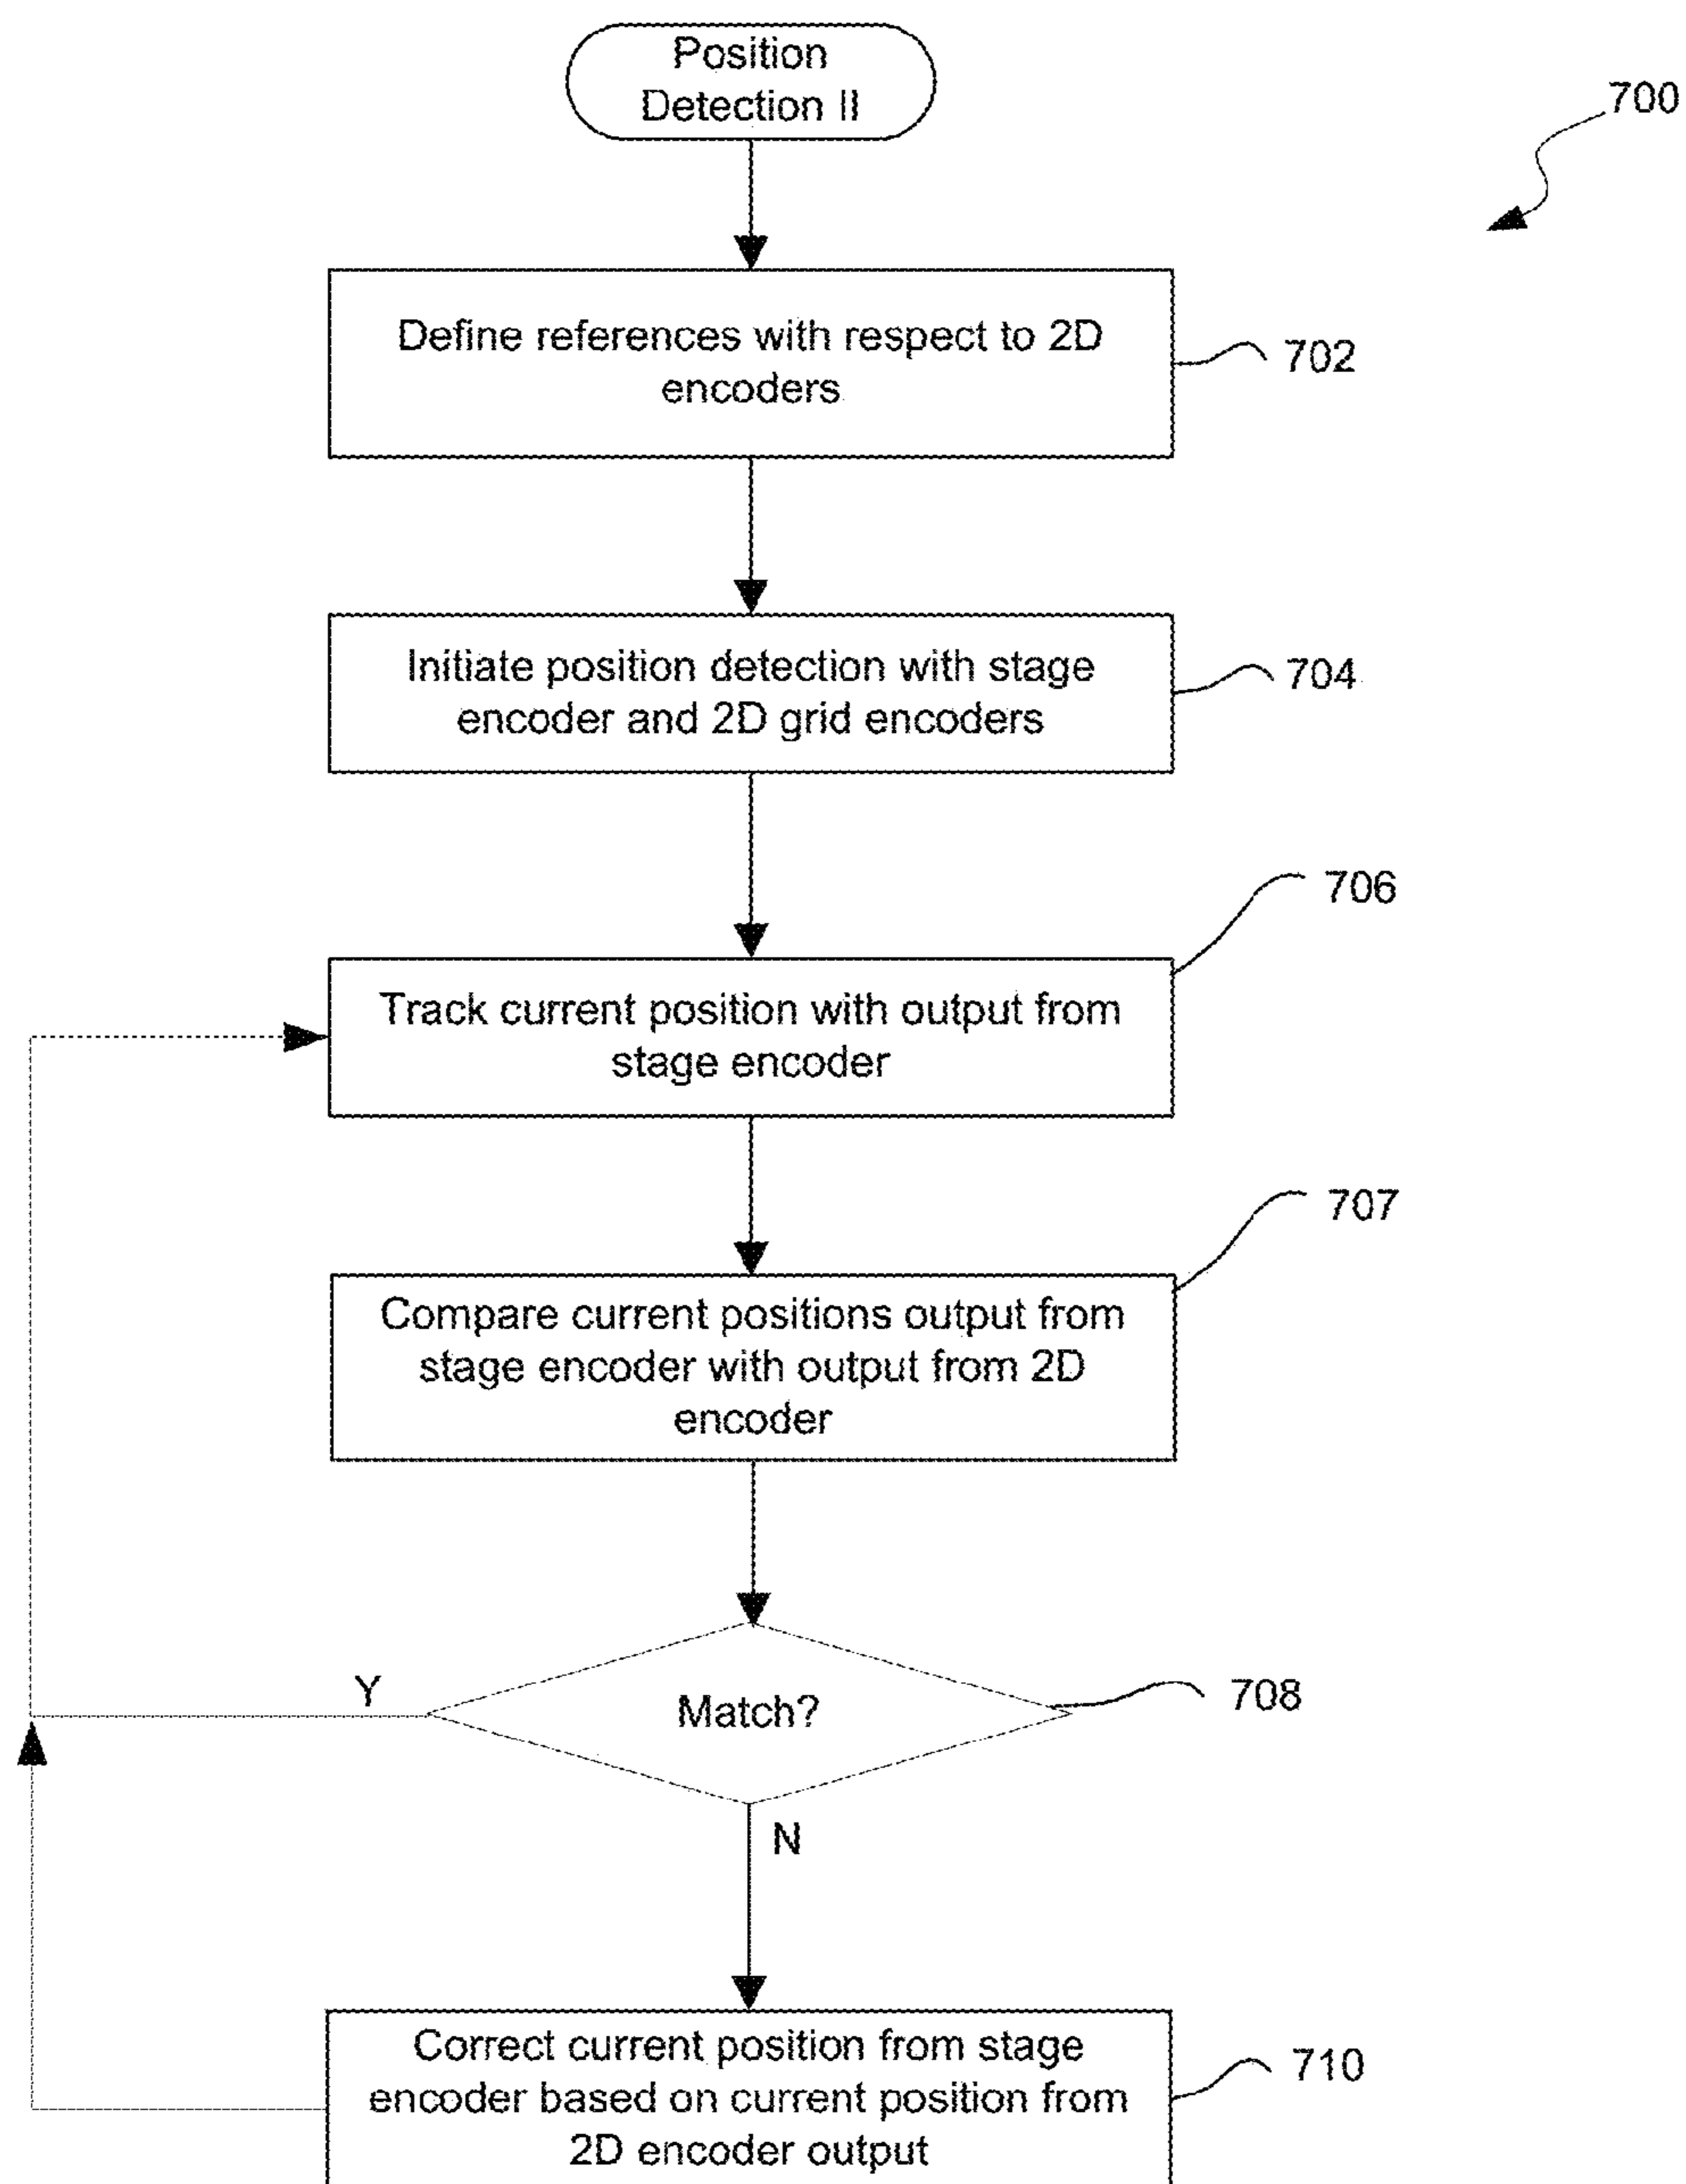 Position
Detection II
700
Define references with respect to 2D
encoders
702
Initiate position detection with stage
encoder and 2D grid encoders
704
706
Track current position with output from
stage encoder
707
Compare current positions output from
stage encoder with output from 2D
encoder
Y
Match?
708
N
Correct current position from stage
encoder based on current position from
2D encoder output
710